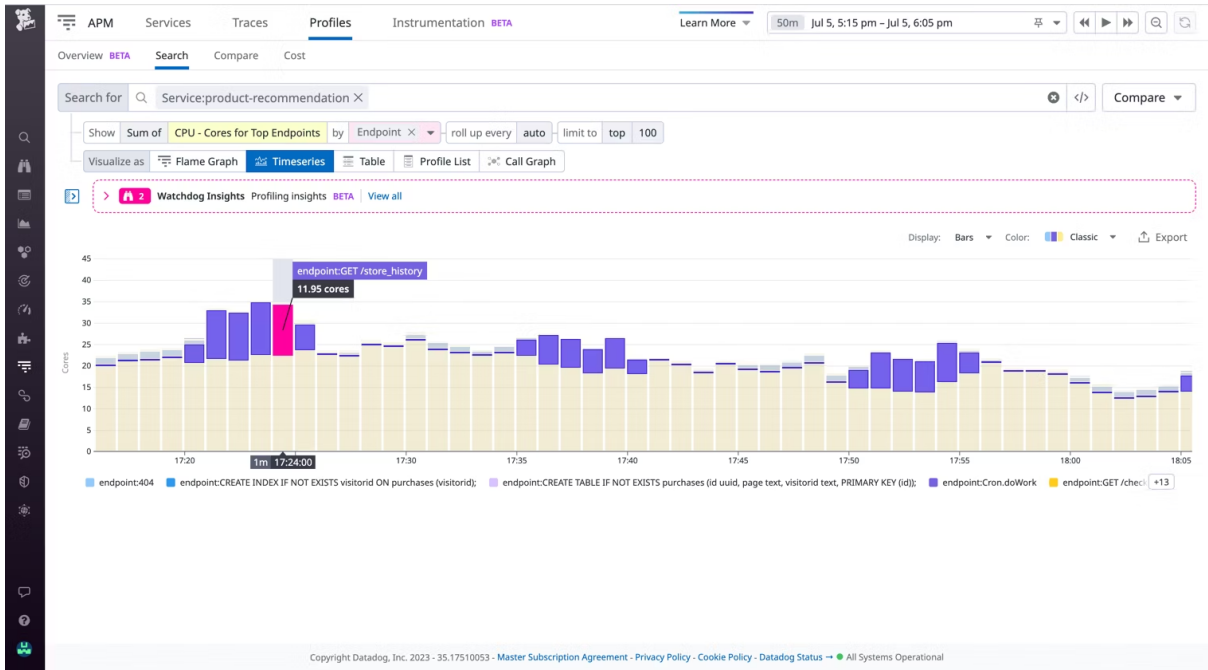 APM Services Traces Profiles Instrumentation BETA Learn More 50m Jul 5, 5:15 pm – Jul 5, 6:05 pm
Overview BETA Search Compare Cost
Search for Service:product-recommendation </> Compare
Show Sum of CPU - Cores for Top Endpoints by Endpoint roll up every auto limit to top 100
Visualize as Flame Graph Timeseries Table Profile List Call Graph
2 Watchdog Insights Profiling insights BETA View all
Display: Bars Color: Classic Export
45
endpoint:GET /store_history
40
11.95 cores
35
30
25
20
15
10
5
0
Cores
17:20 1m 17:24:00 17:30 17:35 17:40 17:45 17:50 17:55 18:00 18:05
endpoint:404 endpoint:CREATE INDEX IF NOT EXISTS visitorid ON purchases (visitorid); endpoint:CREATE TABLE IF NOT EXISTS purchases (id uuid, page text, visitorid text, PRIMARY KEY (id)); endpoint:Cron.doWork endpoint:GET /chec +13
Copyright Datadog, Inc. 2023 - 35.17510053 - Master Subscription Agreement - Privacy Policy - Cookie Policy - Datadog Status → All Systems Operational